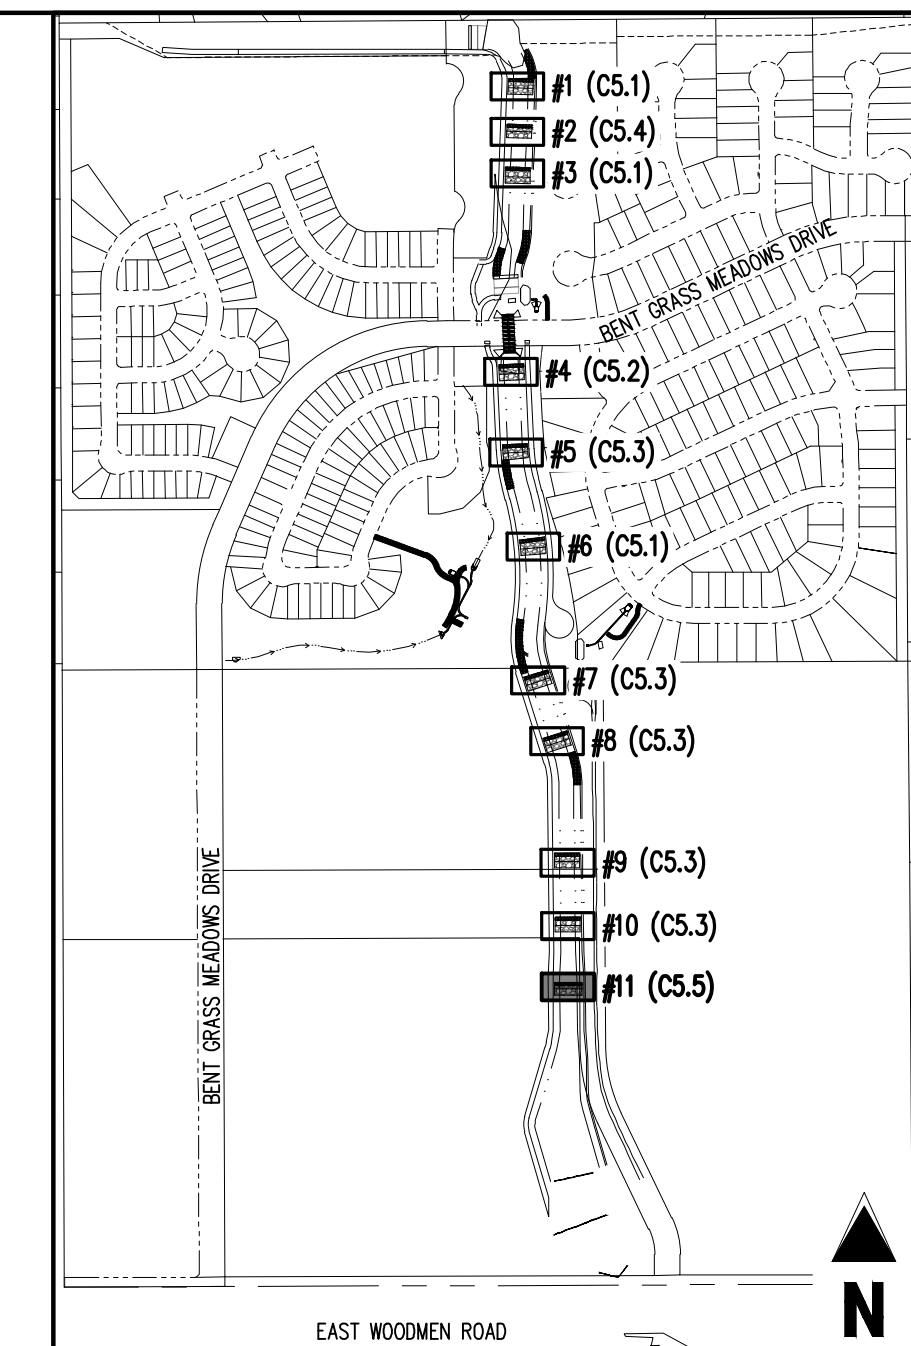 #1 (C5.1)
#2 (C5.4)
#3 (C5.1)
BENT GRASS MEADOWS DRIVE
#4 (C5.2)
#5 (C5.3)
#6 (C5.1)
#7 (C5.3)
#8 (C5.3)
#9 (C5.3)
#10 (C5.3)
#11 (C5.5)
BENT GRASS MEADOWS DRIVE
N
EAST WOODMEN ROAD